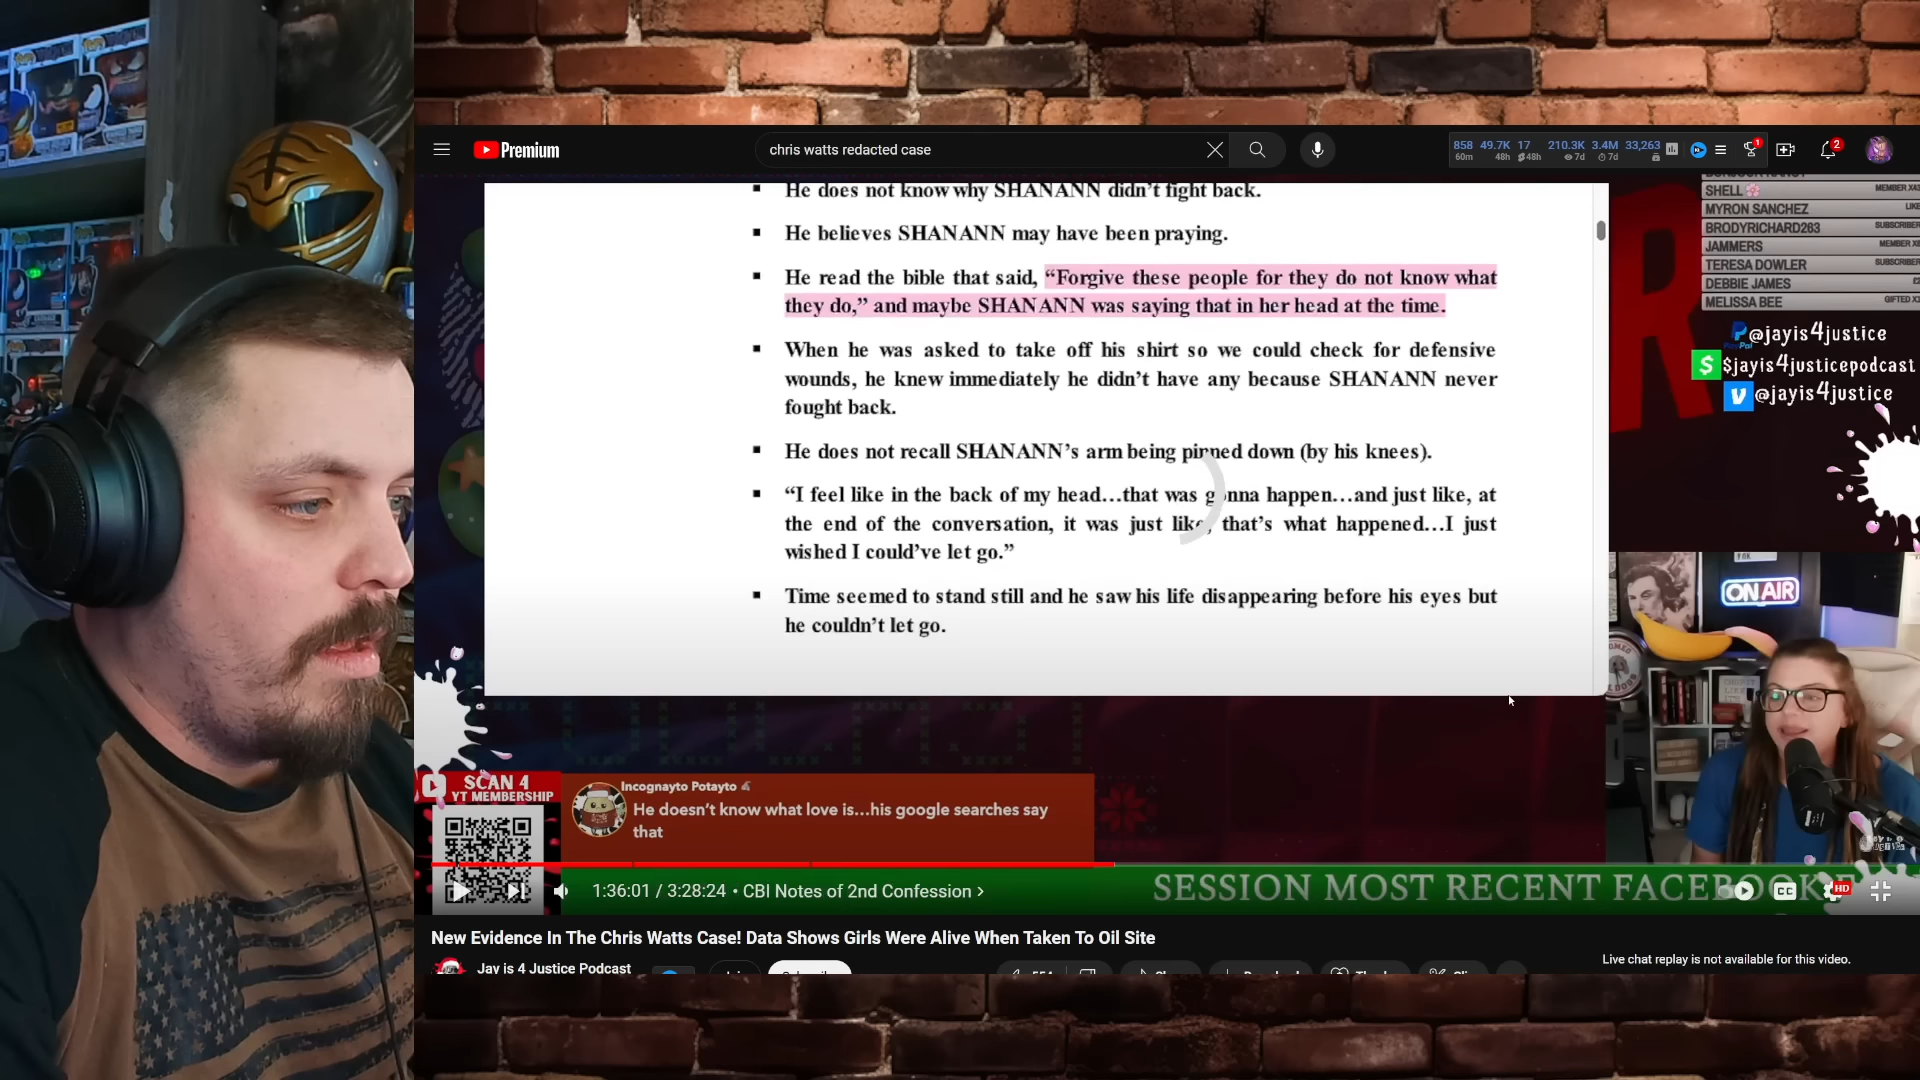 Premium
chris watts redacted case
858 49.7K 17 210.3K 3.4M 33,263
60m 48h 48h 7d 7d
1
2
He does not know why SHANANN didn't fight back.
He believes SHANANN may have been praying.
He read the bible that said, “Forgive these people for they do not know what
they do,” and maybe SHANANN was saying that in her head at the time.
When he was asked to take off his shirt so we could check for defensive
wounds, he knew immediately he didn't have any because SHANANN never
fought back.
He does not recall SHANANN's arm being pinned down (by his knees).
“I feel like in the back of my head…that was gonna happen…and just like, at
the end of the conversation, it was just like, that's what happened…I just
wished I could've let go.”
Time seemed to stand still and he saw his life disappearing before his eyes but
he couldn't let go.
SHELL
MYRON SANCHEZ
BRODYRICHARD263
SUBSCRIBER
JAMMERS
TERESA DOWLER
SUBSCRIBER
DEBBIE JAMES
MELISSA BEE
@jayis4justice
$jayis4justicepodcast
@jayis4justice
ON AIR
SCAN 4
YT MEMBERSHIP
Incognayto Potayto
He doesn't know what love is...his google searches say
that
1:36:01 / 3:28:24 • CBI Notes of 2nd Confession
SESSION MOST RECENT FACEBOOK
CC
HD
New Evidence In The Chris Watts Case! Data Shows Girls Were Alive When Taken To Oil Site
Jay is 4 Justice Podcast
Live chat replay is not available for this video.